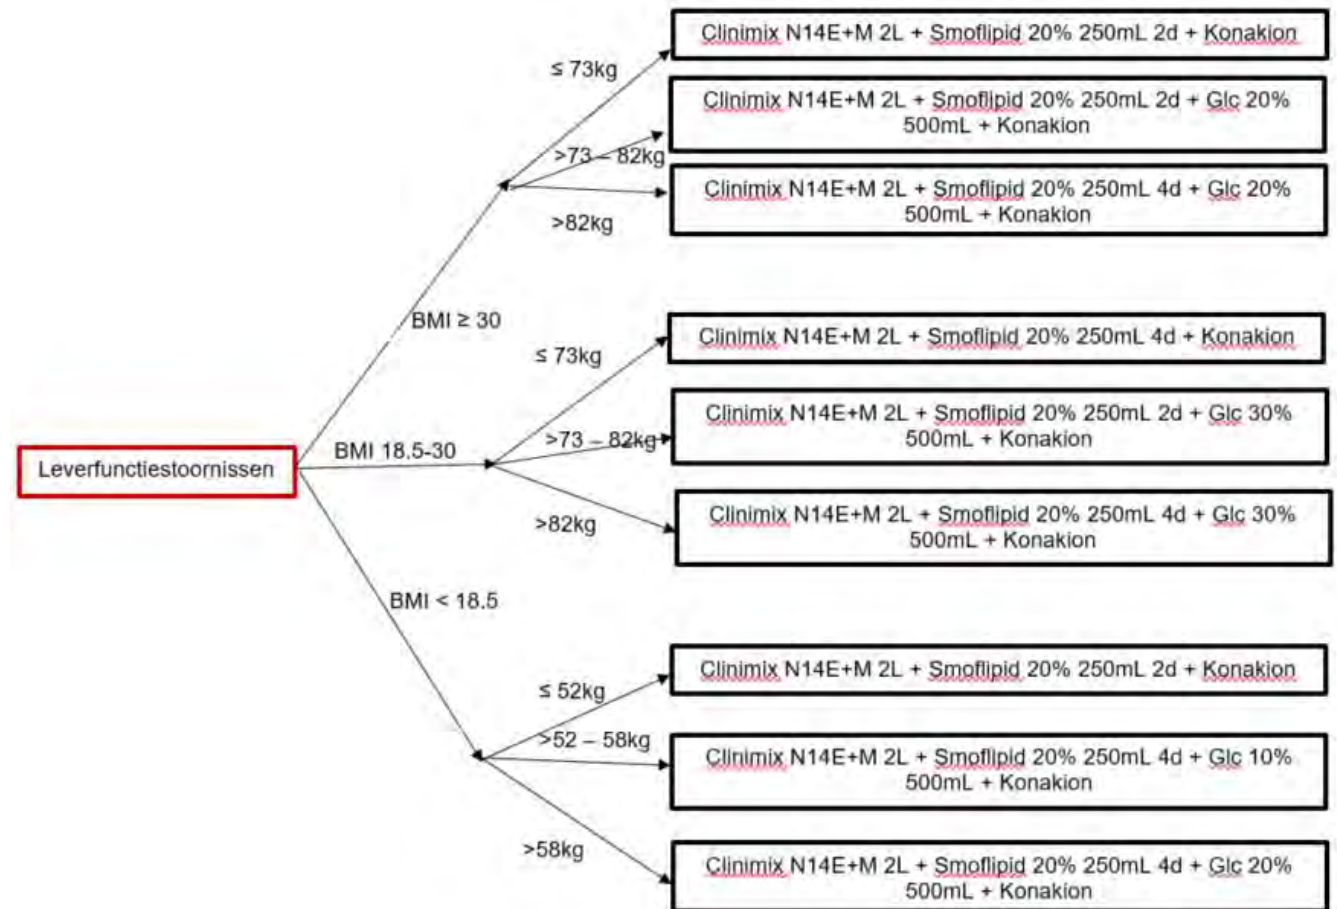 Clinimix N14E+M 2L + Smoflipid 20% 250mL 2d + Konakion
≤ 73kg
Clinimix N14E+M 2L + Smoflipid 20% 250mL 2d + Glc 20%
500mL + Konakion
>73 – 82kg
Clinimix N14E+M 2L + Smoflipid 20% 250mL 4d + Glc 20%
500mL + Konakion
>82kg
BMI ≥ 30
Clinimix N14E+M 2L + Smoflipid 20% 250mL 4d + Konakion
≤ 73kg
Clinimix N14E+M 2L + Smoflipid 20% 250mL 2d + Glc 30%
500mL + Konakion
>73 – 82kg
BMI 18.5-30
Leverfunctiestoornissen
Clinimix N14E+M 2L + Smoflipid 20% 250mL 4d + Glc 30%
500mL + Konakion
>82kg
BMI < 18.5
Clinimix N14E+M 2L + Smoflipid 20% 250mL 2d + Konakion
≤ 52kg
>52 – 58kg
Clinimix N14E+M 2L + Smoflipid 20% 250mL 4d + Glc 10%
500mL + Konakion
>58kg
Clinimix N14E+M 2L + Smoflipid 20% 250mL 4d + Glc 20%
500mL + Konakion